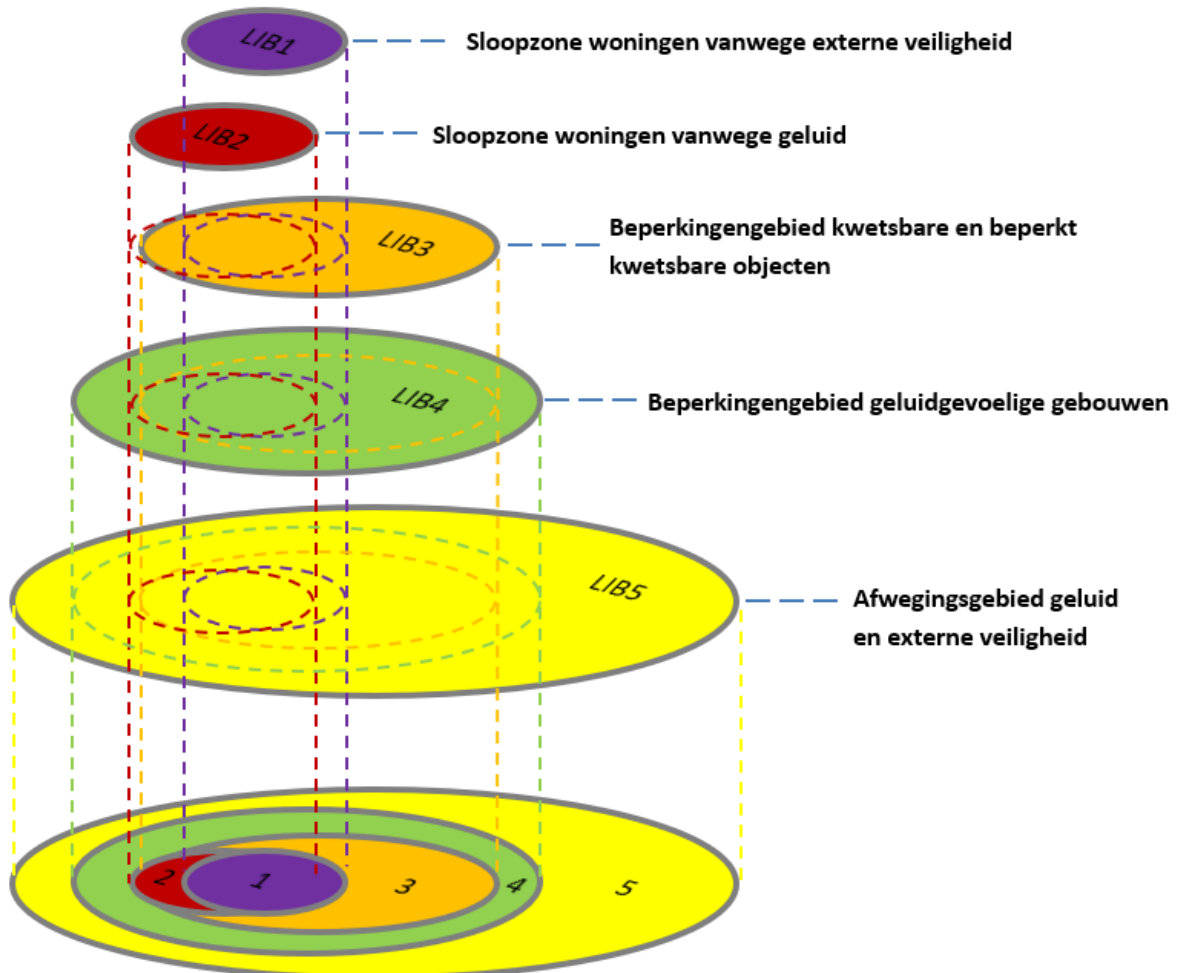 LIB1
Sloopzone woningen vanwege externe veiligheid
LIB2
Sloopzone woningen vanwege geluid
LIB3
Beperkingengebied kwetsbare en beperkt
kwetsbare objecten
LIB4
Beperkingengebied geluidgevoelige gebouwen
LIB5
Afwegingsgebied geluid
en externe veiligheid
2
1
3
4
5